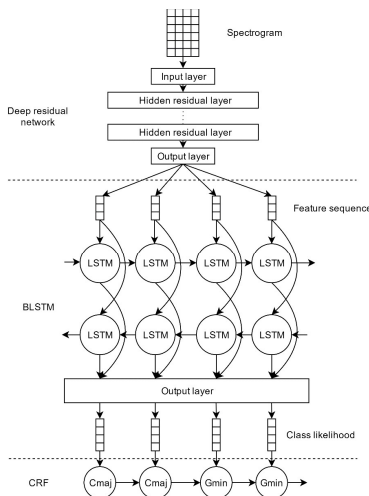 Spectrogram
Input layer
Hidden residual layer
Deep residual
network
Hidden residual layer
Output layer
Feature sequence
LSTM LSTM LSTM LSTM
BLSTM
LSTM LSTM LSTM LSTM
Output layer
Class likelihood
CRF Cmaj Cmaj Gmin Gmin